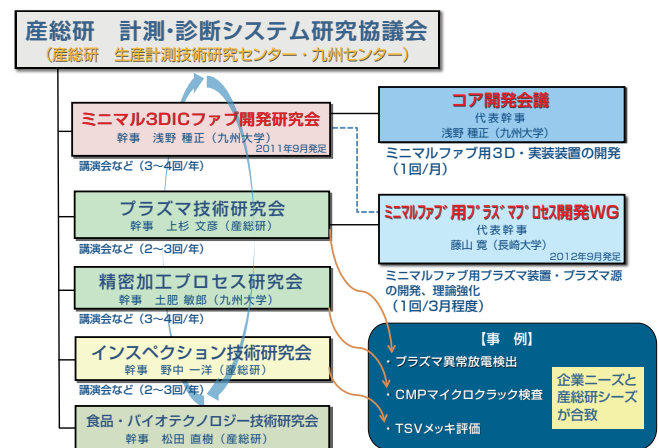 産総研 計測・診断システム研究協議会
（産総研 生産計測技術研究センター・九州センター）
ミニマル3DICファブ開発研究会
幹事 浅野 種正（九州大学）
2011年9月発足
講演会など（3～4回/年）
コア開発会議
代表幹事
浅野 種正（九州大学）
ミニマルファブ用3D・実装装置の開発
（1回/月）
プラズマ技術研究会
幹事 上杉 文彦（産総研）
講演会など（2～3回/年）
ミニマルファブ用プラズマプロセス開発WG
代表幹事
藤山 寛（長崎大学）
2012年9月発足
ミニマルファブ用プラズマ装置・プラズマ源
の開発、理論強化
（1回/3月程度）
精密加工プロセス研究会
幹事 土肥 敏郎（九州大学）
講演会など（3～4回/年）
インスペクション技術研究会
幹事 野中 一洋（産総研）
講演会など（2～3回/年）
食品・バイオテクノロジー技術研究会
幹事 松田 直樹（産総研）
【事 例】
・プラズマ異常放電検出
・CMPマイクロクラック検査
・TSVメッキ評価
企業ニーズと
産総研シーズ
が合致